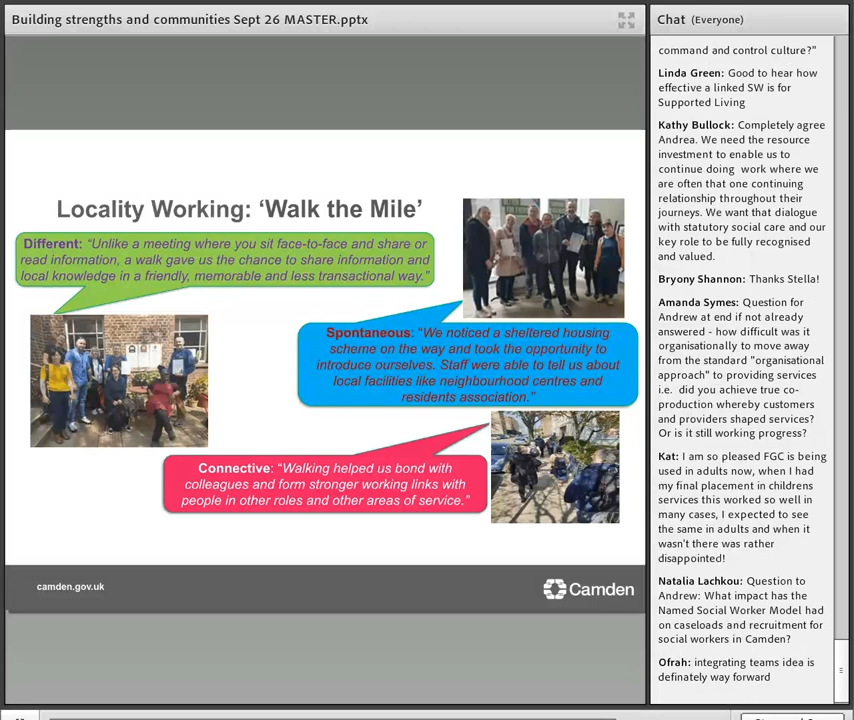 Building strengths and communities Sept 26 MASTER.pptx
Locality Working: ‘Walk the Mile’
Different: “Unlike a meeting where you sit face-to-face and share or
read information, a walk gave us the chance to share information and
local knowledge in a friendly, memorable and less transactional way.”
Spontaneous: “We noticed a sheltered housing
scheme on the way and took the opportunity to
introduce ourselves. Staff were able to tell us about
local facilities like neighbourhood centres and
residents association.”
Connective: “Walking helped us bond with
colleagues and form stronger working links with
people in other roles and other areas of service.”
camden.gov.uk
Camden
Chat (Everyone)
command and control culture?"
Linda Green: Good to hear how
effective a linked SW is for
Supported Living
Kathy Bullock: Completely agree
Andrea. We need the resource
investment to enable us to
continue doing work where we
are often that one continuing
relationship throughout their
journeys. We want that dialogue
with statutory social care and our
key role to be fully recognised
and valued.
Bryony Shannon: Thanks Stella!
Amanda Symes: Question for
Andrew at end if not already
answered - how difficult was it
organisationally to move away
from the standard "organisational
approach" to providing services
i.e. did you achieve true co-
production whereby customers
and providers shaped services?
Or is it still working progress?
Kat: I am so pleased FGC is being
used in adults now, when I had
my final placement in childrens
services this worked so well in
many cases, I expected to see
the same in adults and when it
wasn't there was rather
disappointed!
Natalia Lachkou: Question to
Andrew: What impact has the
Named Social Worker Model had
on caseloads and recruitment for
social workers in Camden?
Ofrah: integrating teams idea is
definately way forward